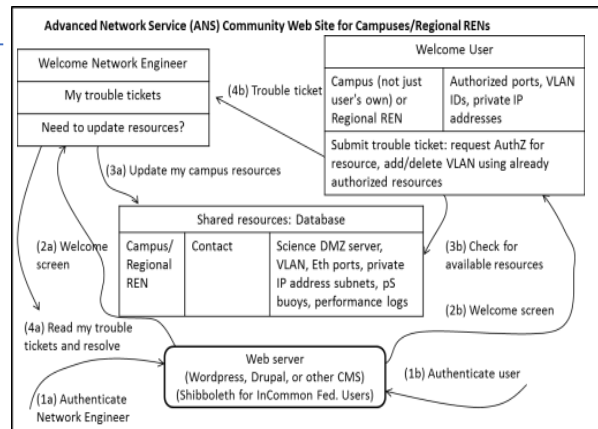 Advanced Network Service (ANS) Community Web Site for Campuses/Regional RENs
Welcome Network Engineer
My trouble tickets
Need to update resources?
Welcome User
Campus (not just
user's own) or
Regional REN
Authorized ports, VLAN
IDs, private IP
addresses
Submit trouble ticket: request AuthZ for
resource, add/delete VLAN using already
authorized resources
(4b) Trouble ticket
(3a) Update my campus resources
Shared resources: Database
Campus/
Regional
REN
Contact
Science DMZ server,
VLAN, Eth ports, private
IP address subnets, pS
buoys, performance logs
(2a) Welcome
screen
(3b) Check for
available resources
(2b) Welcome screen
(4a) Read my trouble
tickets and resolve
Web server
(Wordpress, Drupal, or other CMS)
(Shibboleth for InCommon Fed. Users)
(1a) Authenticate
Network Engineer
(1b) Authenticate user